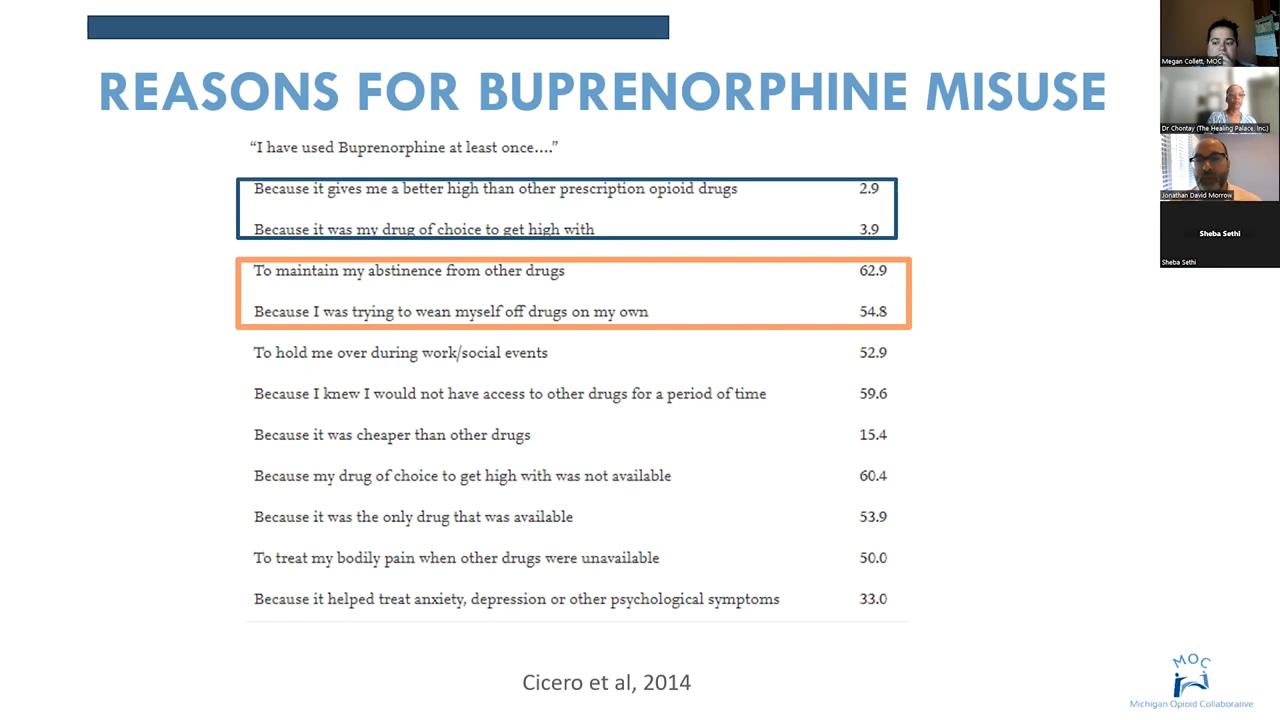 REASONS FOR BUPRENORPHINE MISUSE
“I have used Buprenorphine at least once....”
Because it gives me a better high than other prescription opioid drugs 2.9
Because it was my drug of choice to get high with 3.9
To maintain my abstinence from other drugs 62.9
Because I was trying to wean myself off drugs on my own 54.8
To hold me over during work/social events 52.9
Because I knew I would not have access to other drugs for a period of time 59.6
Because it was cheaper than other drugs 15.4
Because my drug of choice to get high with was not available 60.4
Because it was the only drug that was available 53.9
To treat my bodily pain when other drugs were unavailable 50.0
Because it helped treat anxiety, depression or other psychological symptoms 33.0
Cicero et al, 2014
Megan Collett, MOC
Dr Chontay (The Healing Palace, Inc.)
Jonathan David Morrow
Sheba Sethi
Sheba Sethi
MOC
Michigan Opioid Collaborative